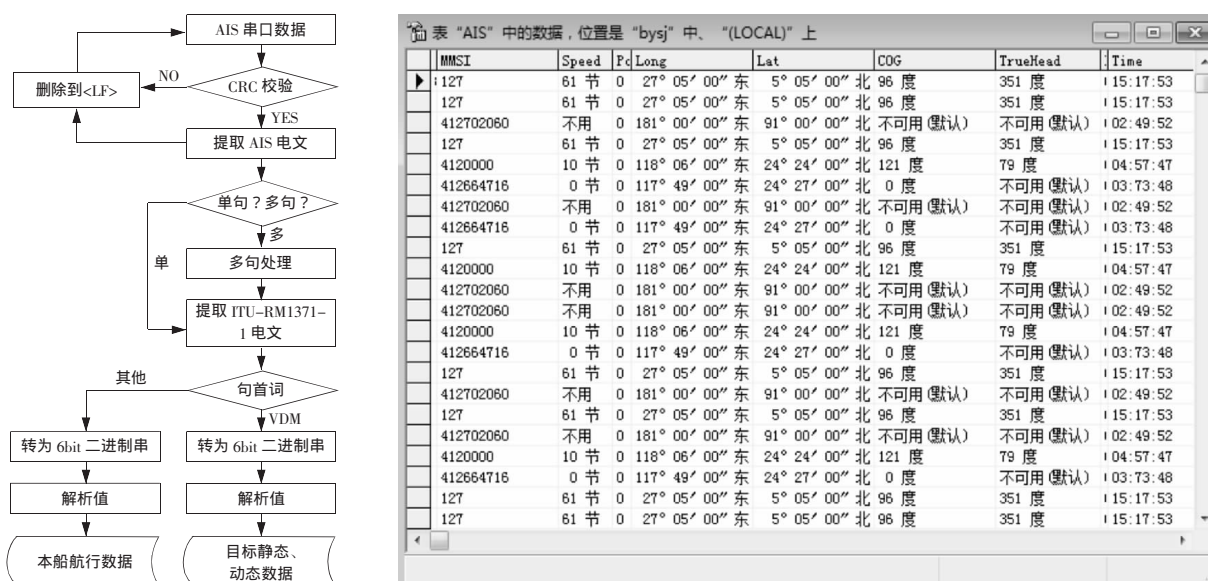 AIS 串口数据
NO
删除到<LF>
CRC 校验
YES
提取 AIS 电文
单句？多句？
多
单
多句处理
提取 ITU-RM1371-
1 电文
其他
句首词
VDM
转为 6bit 二进制串
转为 6bit 二进制串
解析值
解析值
本船航行数据
目标静态、
动态数据
表“AIS”中的数据，位置是“bysj”中、“(LOCAL)”上
MMSI Speed Po Long Lat COG TrueHead Time
127 61 节 0 27° 05′ 00″ 东 5° 05′ 00″ 北 96 度 351 度 15:17:53
127 61 节 0 27° 05′ 00″ 东 5° 05′ 00″ 北 96 度 351 度 15:17:53
412702060 不用 0 181° 00′ 00″ 东 91° 00′ 00″ 北 不可用(默认) 不可用(默认) 02:49:52
127 61 节 0 27° 05′ 00″ 东 5° 05′ 00″ 北 96 度 351 度 15:17:53
4120000 10 节 0 118° 06′ 00″ 东 24° 24′ 00″ 北 121 度 79 度 04:57:47
412664716 0 节 0 117° 49′ 00″ 东 24° 27′ 00″ 北 0 度 不可用(默认) 03:73:48
412702060 不用 0 181° 00′ 00″ 东 91° 00′ 00″ 北 不可用(默认) 不可用(默认) 02:49:52
412664716 0 节 0 117° 49′ 00″ 东 24° 27′ 00″ 北 0 度 不可用(默认) 03:73:48
127 61 节 0 27° 05′ 00″ 东 5° 05′ 00″ 北 96 度 351 度 15:17:53
4120000 10 节 0 118° 06′ 00″ 东 24° 24′ 00″ 北 121 度 79 度 04:57:47
412702060 不用 0 181° 00′ 00″ 东 91° 00′ 00″ 北 不可用(默认) 不可用(默认) 02:49:52
412702060 不用 0 181° 00′ 00″ 东 91° 00′ 00″ 北 不可用(默认) 不可用(默认) 02:49:52
4120000 10 节 0 118° 06′ 00″ 东 24° 24′ 00″ 北 121 度 79 度 04:57:47
412664716 0 节 0 117° 49′ 00″ 东 24° 27′ 00″ 北 0 度 不可用(默认) 03:73:48
127 61 节 0 27° 05′ 00″ 东 5° 05′ 00″ 北 96 度 351 度 15:17:53
412702060 不用 0 181° 00′ 00″ 东 91° 00′ 00″ 北 不可用(默认) 不可用(默认) 02:49:52
127 61 节 0 27° 05′ 00″ 东 5° 05′ 00″ 北 96 度 351 度 15:17:53
412702060 不用 0 181° 00′ 00″ 东 91° 00′ 00″ 北 不可用(默认) 不可用(默认) 02:49:52
4120000 10 节 0 118° 06′ 00″ 东 24° 24′ 00″ 北 121 度 79 度 04:57:47
412664716 0 节 0 117° 49′ 00″ 东 24° 27′ 00″ 北 0 度 不可用(默认) 03:73:48
127 61 节 0 27° 05′ 00″ 东 5° 05′ 00″ 北 96 度 351 度 15:17:53
127 61 节 0 27° 05′ 00″ 东 5° 05′ 00″ 北 96 度 351 度 15:17:53